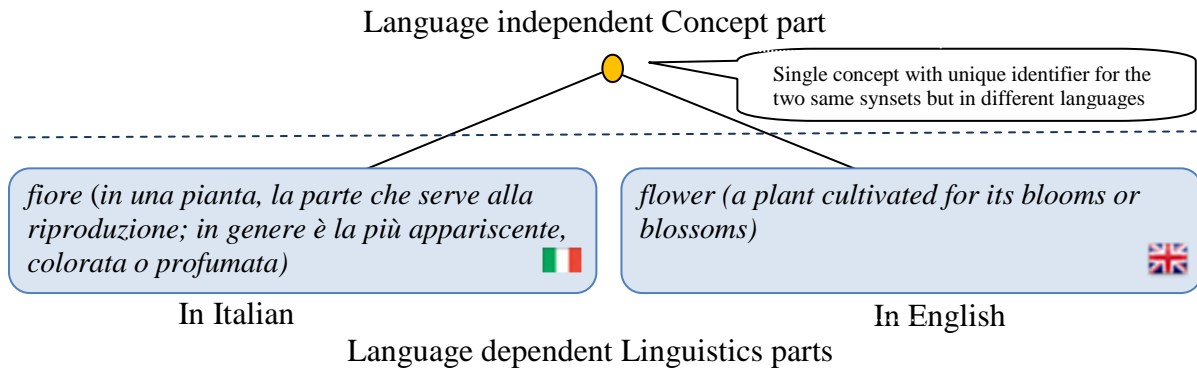 Language independent Concept part
Single concept with unique identifier for the
two same synsets but in different languages
fiore (in una pianta, la parte che serve alla
riproduzione; in genere è la più appariscente,
colorata o profumata)
flower (a plant cultivated for its blooms or
blossoms)
In Italian
In English
Language dependent Linguistics parts